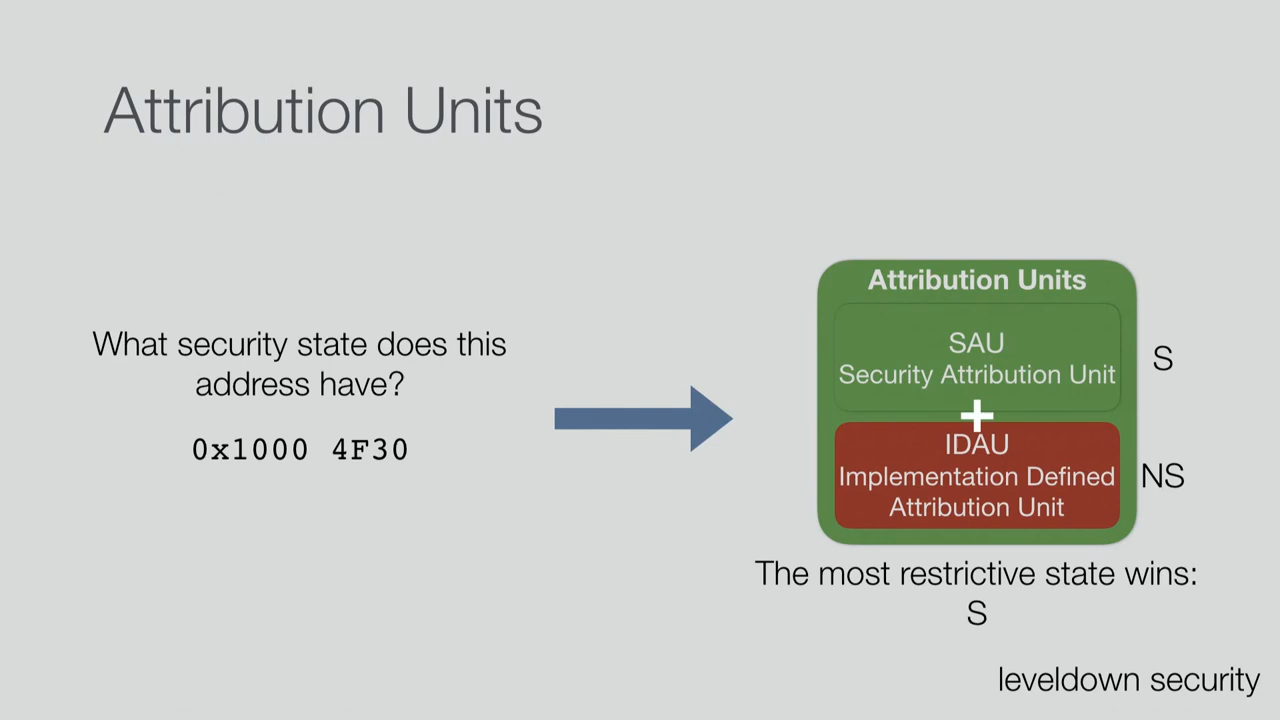 Attribution Units
What security state does this
address have?
0x1000 4F30
Attribution Units
SAU
Security Attribution Unit
S
+
IDAU
Implementation Defined
Attribution Unit
NS
The most restrictive state wins:
S
leveldown security